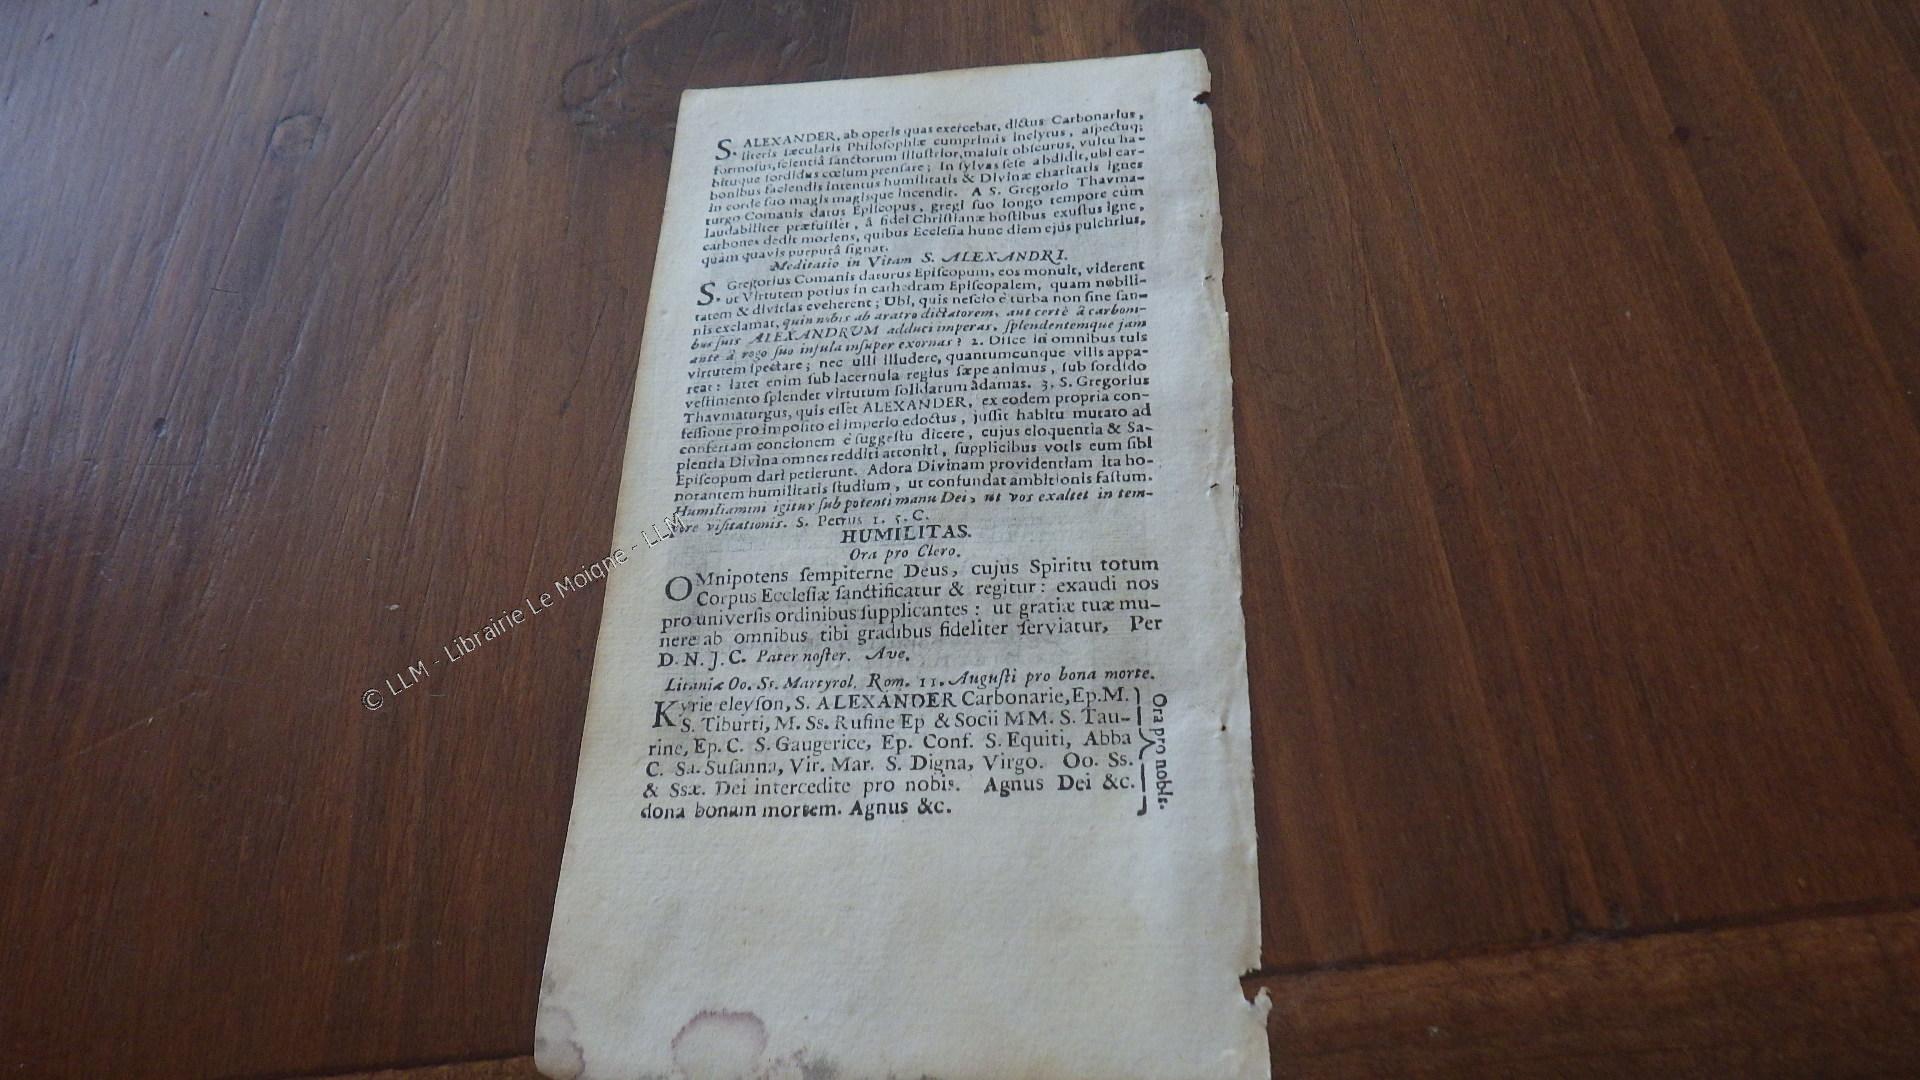 S. ALEXANDER, ab operis quas exercebat, dictus Carbonarius,
literis sæcularis Philosophiæ cumprimis inclytus, aspectuq;
formosus, scientiâ sanctorum illustrior, maluit obscurus, vultu ha-
bituque sordidus cœlum prensare; In sylvas sese abdidit, ubi car-
bonibus faciendis intentus humilitatis & Divinæ charitatis ignes
in corde suo magis magisque incendit. A S. Gregorio Thavma-
turgo Comanis datus Episcopus, gregi suo longo tempore cùm
laudabiliter præfuisset, â fidei Christianæ hostibus exustus igne,
carbones dedit moriens, quibus Ecclesia hunc diem ejus pulchrius,
quàm quavis purpurâ signat.
Meditatio in Vitam S. ALEXANDRI.
S. Gregorius Comanis daturus Episcopum, eos monuit, viderent
ut Virtutem potius in cathedram Episcopalem, quam nobili-
tatem & divitias eveherent; Ubi, quis nescio è turba non sine san-
nis exclamat, quin nobis ab aratro dictatorem, aut certè â carboni-
bus suis ALEXANDRUM adduci imperas, splendentemque jam
ante â rogo suo insula insuper exornas? 2. Disce in omnibus tuis
virtutem spectare; nec ulli illudere, quantumcunque vilis appa-
reat: latet enim sub lacernula regius sæpe animus, sub sordido
vestimento splendet virtutum solidarum adamas. 3. S. Gregorius
Thavmaturgus, quis esset ALEXANDER, ex eodem propria con-
fessione pro imposito ei imperio edoctus, jussit habitu mutato ad
confertam concionem è suggestu dicere, cujus eloquentia & Sa-
pientia Divina omnes redditi attoniti, supplicibus votis eum sibi
Episcopum dari petierunt. Adora Divinam providentiam ita ho-
norantem humilitatis studium, ut confundat ambitionis fastum.
Humiliamini igitur sub potenti manu Dei, ut vos exaltet in tem-
pore visitationis. S. Petrus 1. 5. C.
HUMILITAS.
Ora pro Clero.
OMnipotens sempiterne Deus, cujus Spiritu totum
Corpus Ecclesiæ sanctificatur & regitur: exaudi nos
pro universis ordinibus supplicantes: ut gratiæ tuæ mu-
nere ab omnibus tibi gradibus fideliter serviatur, Per
D. N. J. C. Pater noster. Ave.
Litaniæ Oo. Ss. Martyrol. Rom. 11. Augusti pro bona morte.
Kyrie eleyson, S. ALEXANDER Carbonarie, Ep. M.
S. Tiburti, M. Ss. Rufine Ep & Socii MM. S. Tau-
rine, Ep. C. S. Gaugerice, Ep. Conf. S. Equiti, Abba
C. Sa. Susanna, Vir. Mar. S. Digna, Virgo. Oo. Ss.
& Ssæ. Dei intercedite pro nobis. Agnus Dei &c.
dona bonam mortem. Agnus &c.
Ora pro nobis.
© LLM - Librairie Le Moigne - LLM